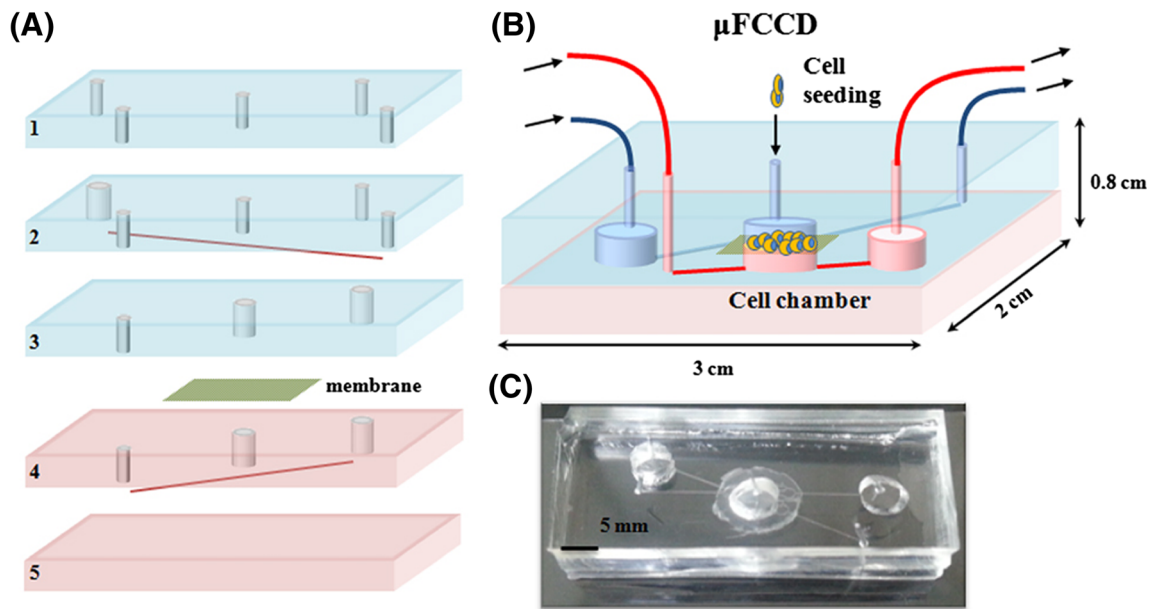 (A)
1
2
3
membrane
4
5
(B)
µFCCD
Cell
seeding
0.8 cm
Cell chamber
2 cm
3 cm
(C)
5 mm